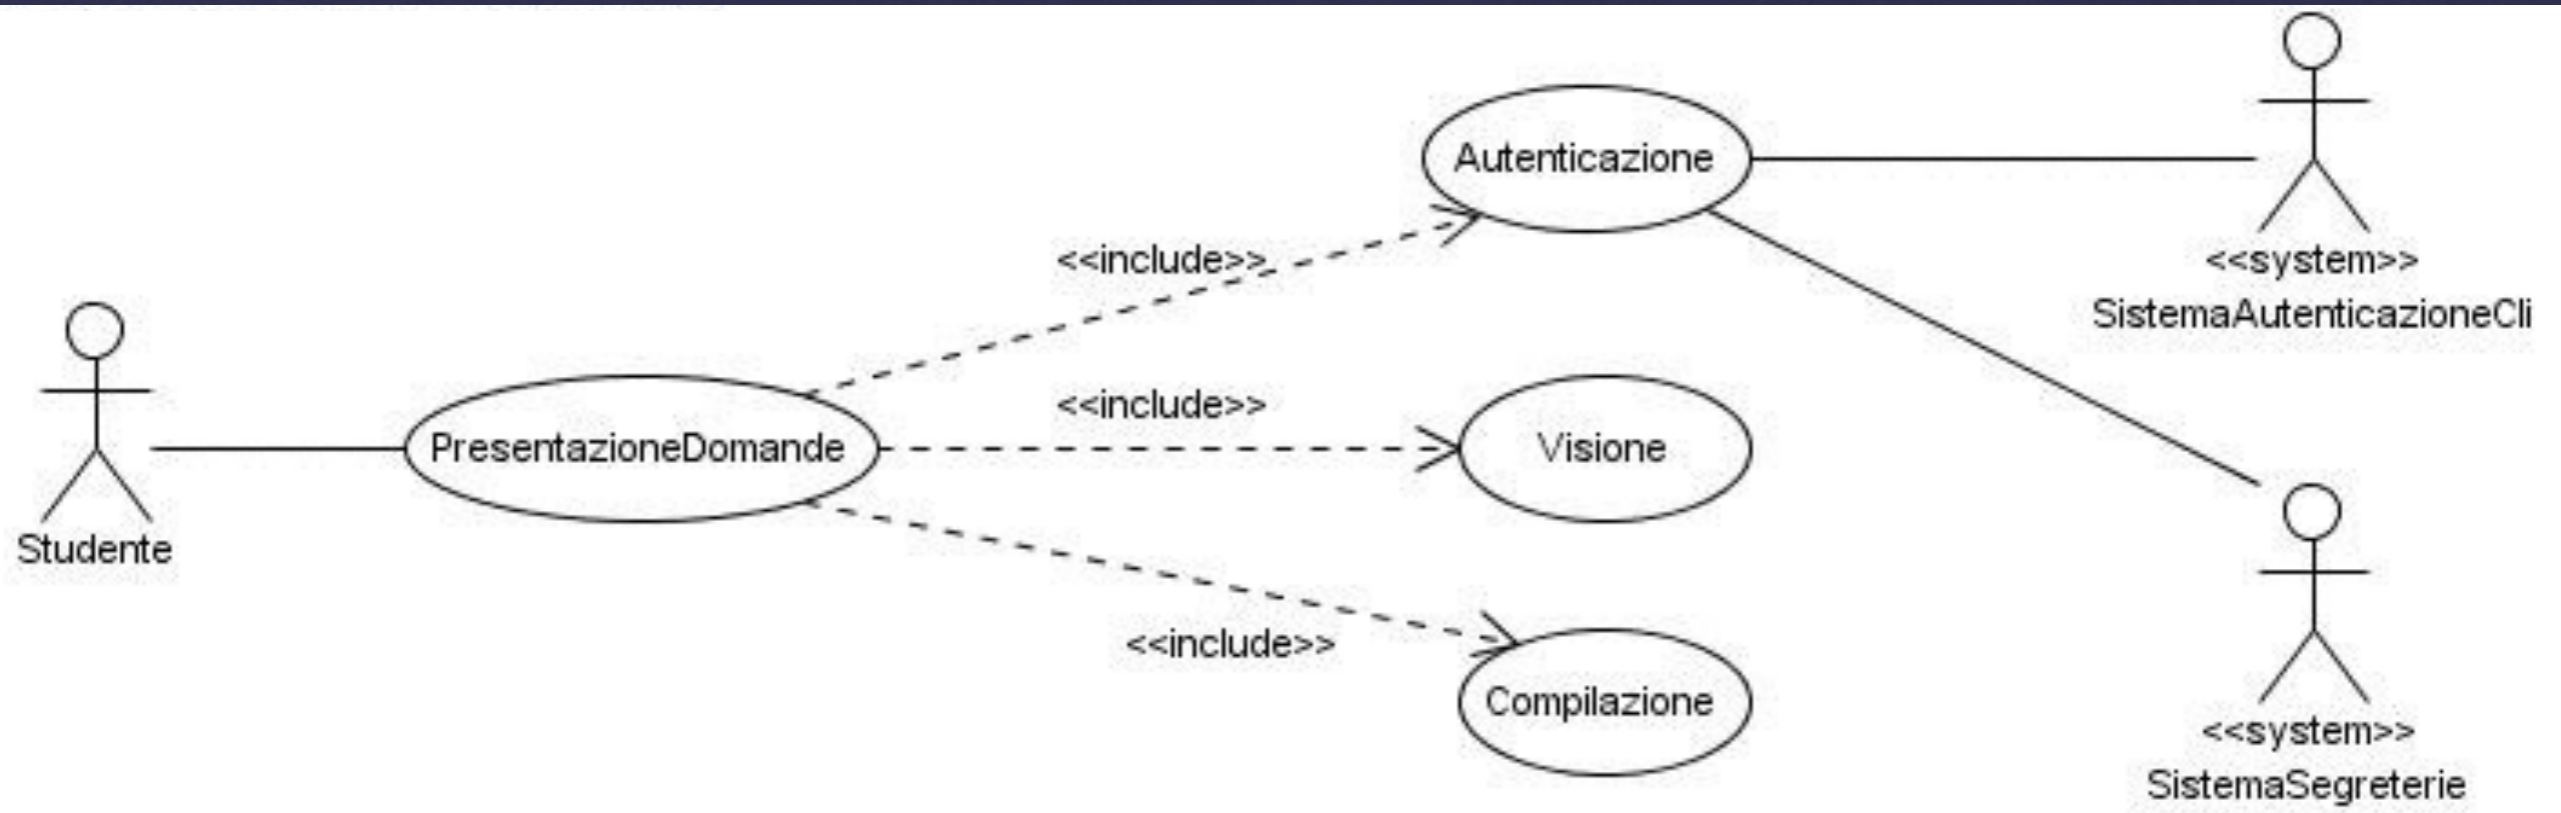 Autenticazione
<<include>>
<<system>>
SistemaAutenticazioneCli
<<include>>
PresentazioneDomande
Visione
Studente
<<include>>
Compilazione
<<system>>
SistemaSegreterie